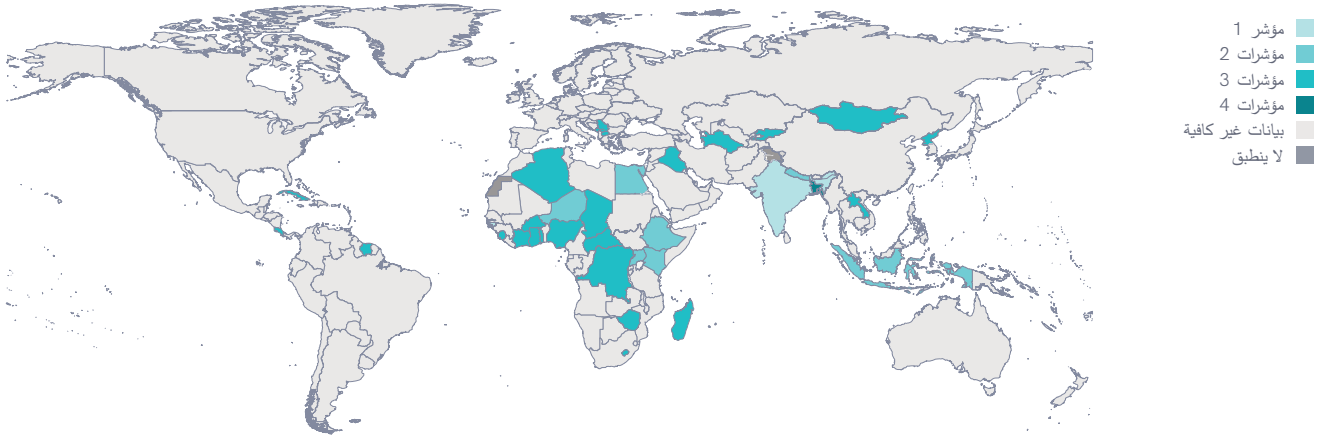 مؤشر 1
مؤشرات 2
مؤشرات 3
مؤشرات 4
بيانات غير كافية
لا ينطبق